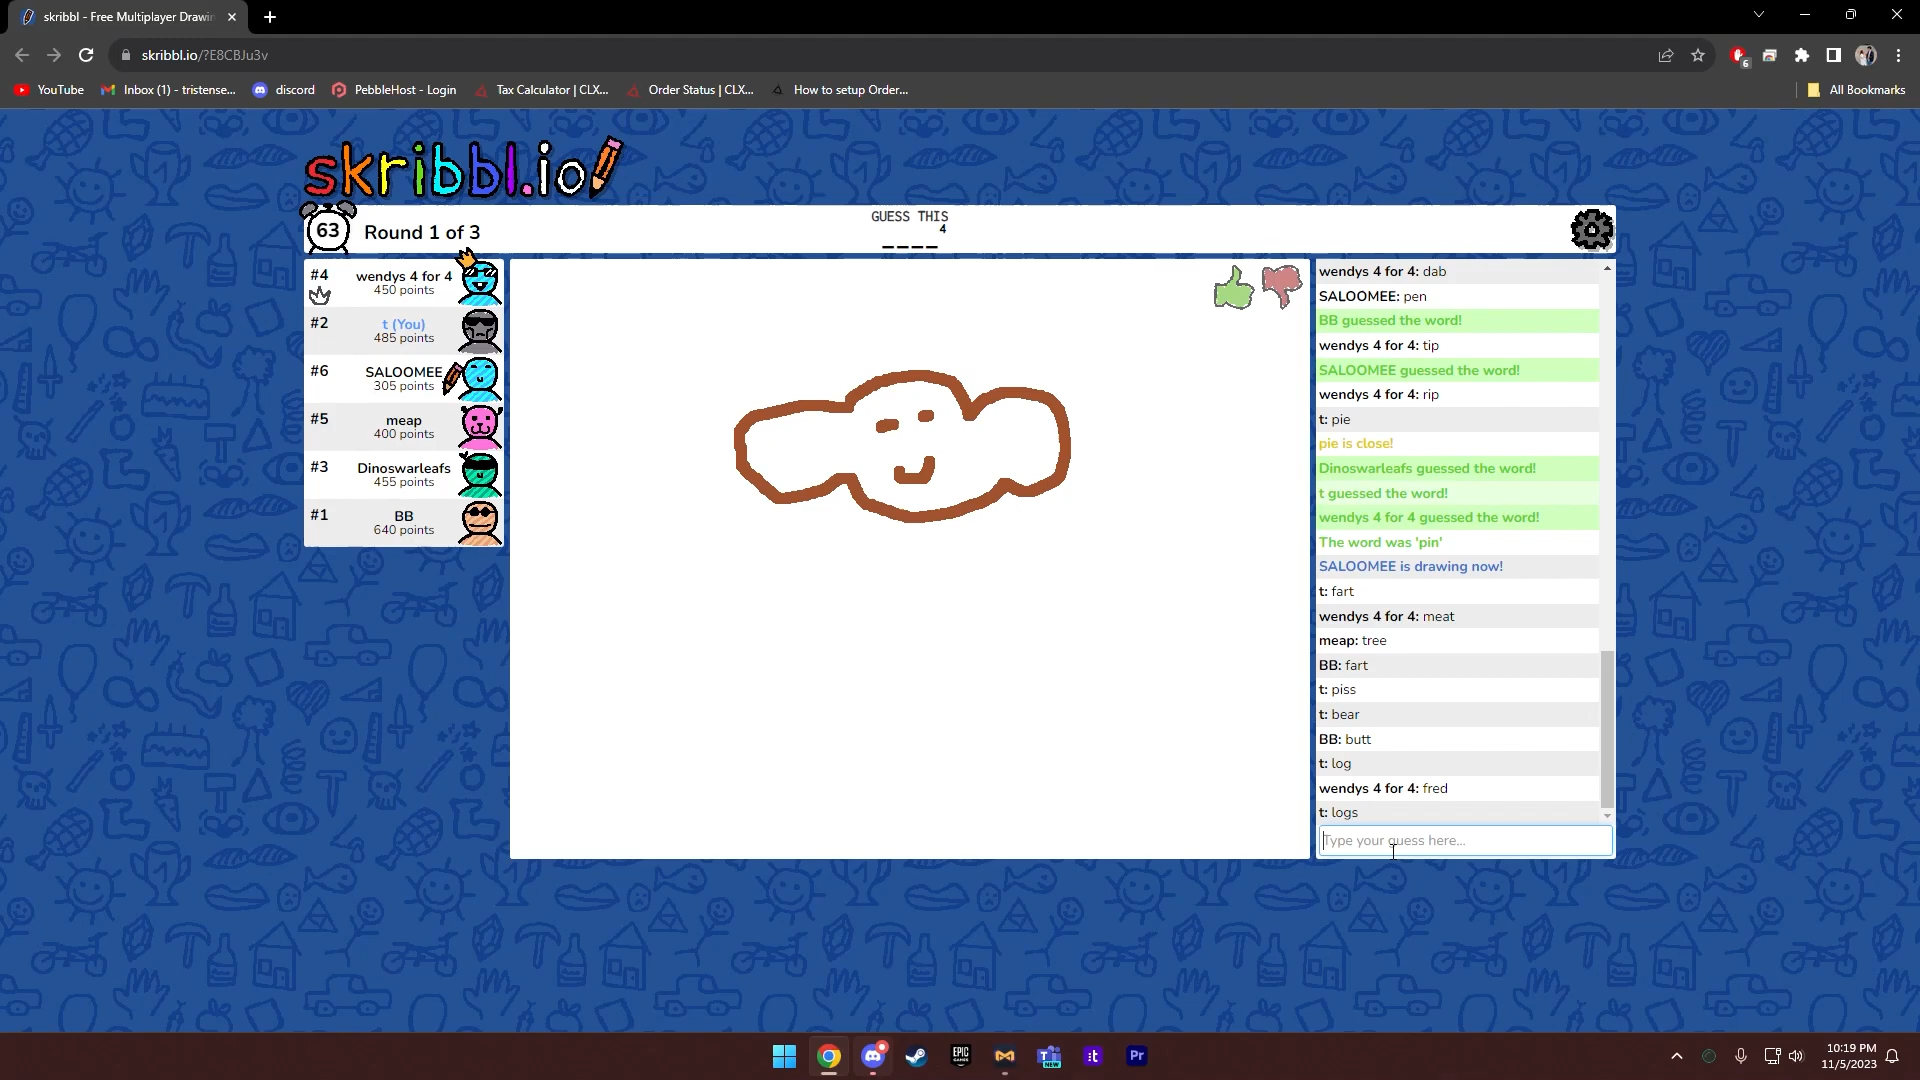 skribbl - Free Multiplayer Drawin
skribbl.io/?E8CBJu3v
6
YouTube
Inbox (1) - tristense...
discord
PebbleHost - Login
Tax Calculator | CLX...
Order Status | CLX...
How to setup Order...
All Bookmarks
skribbl.io
63
Round 1 of 3
GUESS THIS
____ 4
#4 wendys 4 for 4
450 points
#2 t (You)
485 points
#6 SALOOMEE
305 points
#5 meap
400 points
#3 Dinoswarleafs
455 points
#1 BB
640 points
wendys 4 for 4: dab
SALOOMEE: pen
BB guessed the word!
wendys 4 for 4: tip
SALOOMEE guessed the word!
wendys 4 for 4: rip
t: pie
pie is close!
Dinoswarleafs guessed the word!
t guessed the word!
wendys 4 for 4 guessed the word!
The word was 'pin'
SALOOMEE is drawing now!
t: fart
wendys 4 for 4: meat
meap: tree
BB: fart
t: piss
t: bear
BB: butt
t: log
wendys 4 for 4: fred
t: logs
Type your guess here...
EPIC GAMES
T NEW
:t
Pr
10:19 PM
11/5/2023